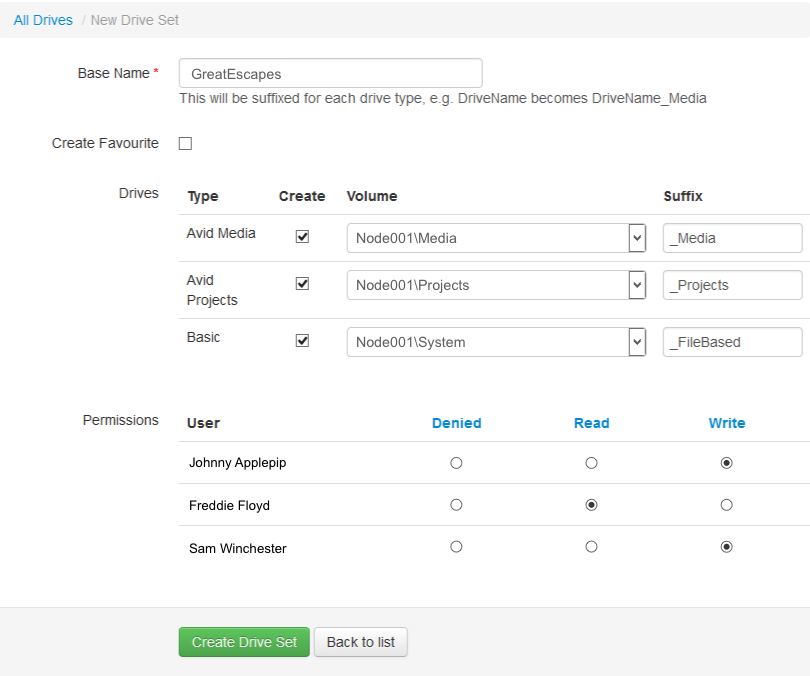 All Drives / New Drive Set
Base Name * GreatEscapes
This will be suffixed for each drive type, e.g. DriveName becomes DriveName_Media
Create Favourite
Drives Type Create Volume Suffix
Avid Media Node001\Media _Media
Avid
Projects Node001\Projects _Projects
Basic Node001\System _FileBased
Permissions User Denied Read Write
Johnny Applepip
Freddie Floyd
Sam Winchester
Create Drive Set Back to list